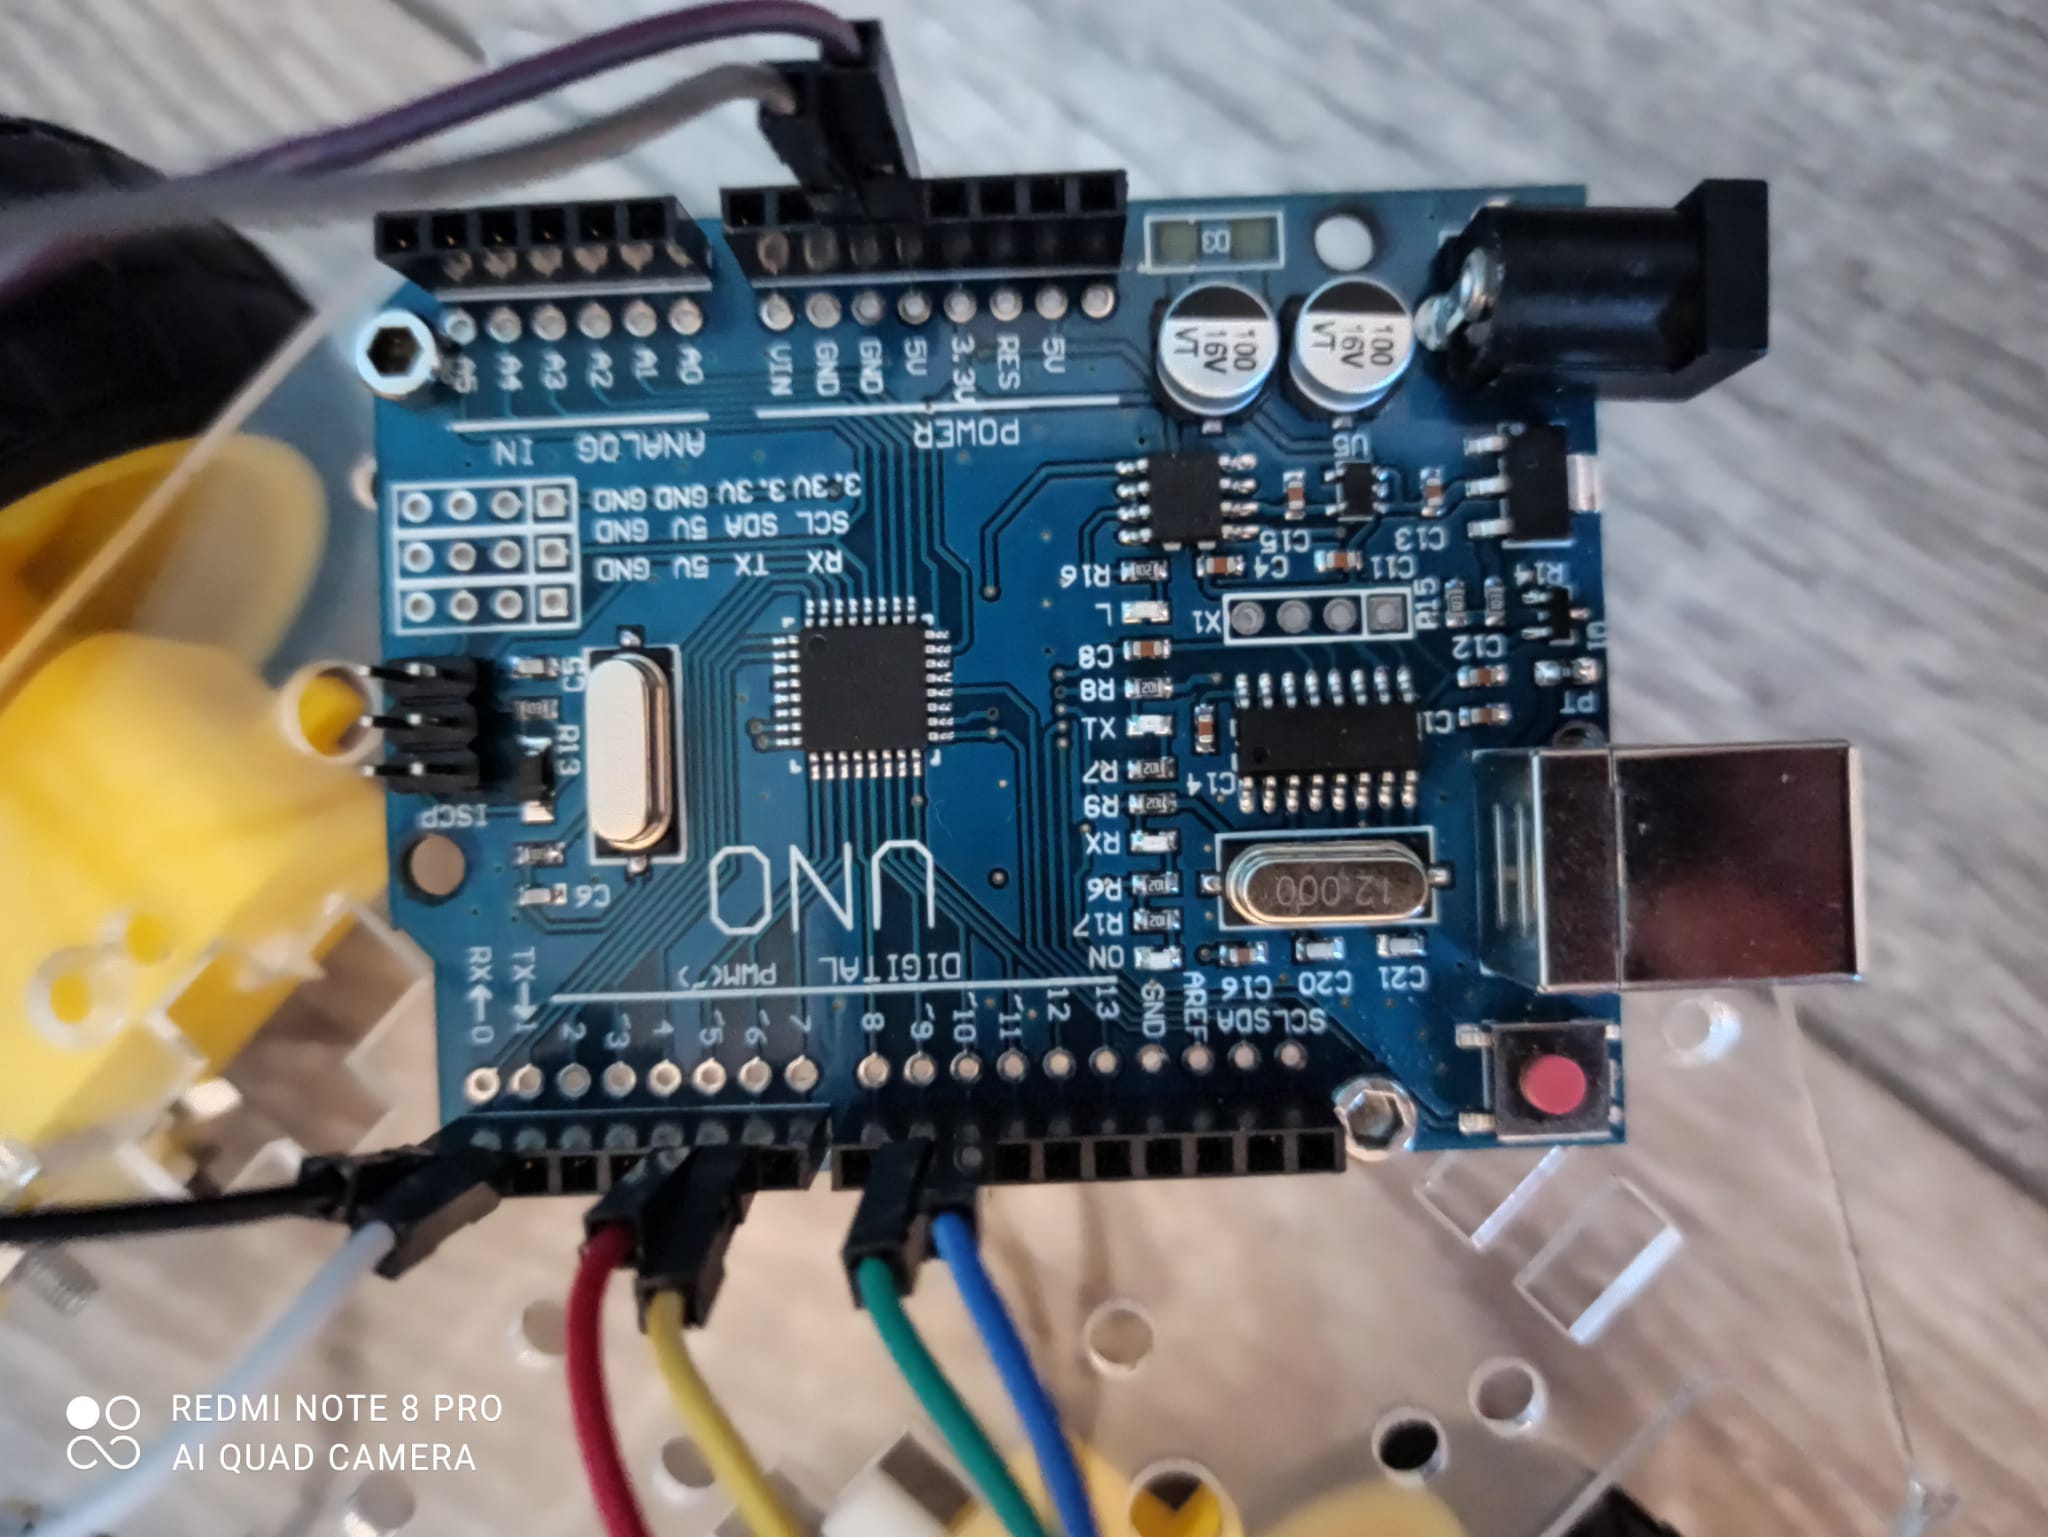 D3
100
16V
VT
100
16V
VT
A5
A4
A3
A2
A1
A0
VIN
GND
GND
5V
3.3V
RES
5V
ANALOG IN
POWER
U5
3.3V 3.3V GND GND
SCL SDA 5V GND
RX TX 5V GND
C15
C13
R16
C4
C11
R14
L
X1
R15
C12
Q1
C8
R8
C5
R13
TX
C1
PT
R7
C14
ISCP
R9
RX
UNO
12.000
R6
C6
R17
ON
RX←0
TX→1
PWM(~)
DIGITAL
2
~3
4
~5
~6
7
8
~9
~10
~11
12
13
GND
AREF
SDA
SCL
C16
C20
C21
REDMI NOTE 8 PRO
AI QUAD CAMERA